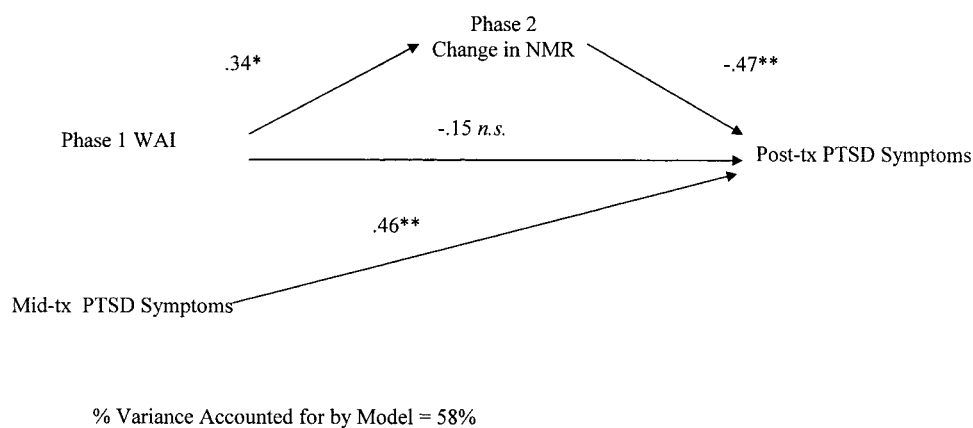 Phase 2
Change in NMR
.34*
-.47**
-.15 n.s.
Phase 1 WAI
Post-tx PTSD Symptoms
.46**
Mid-tx PTSD Symptoms
% Variance Accounted for by Model = 58%